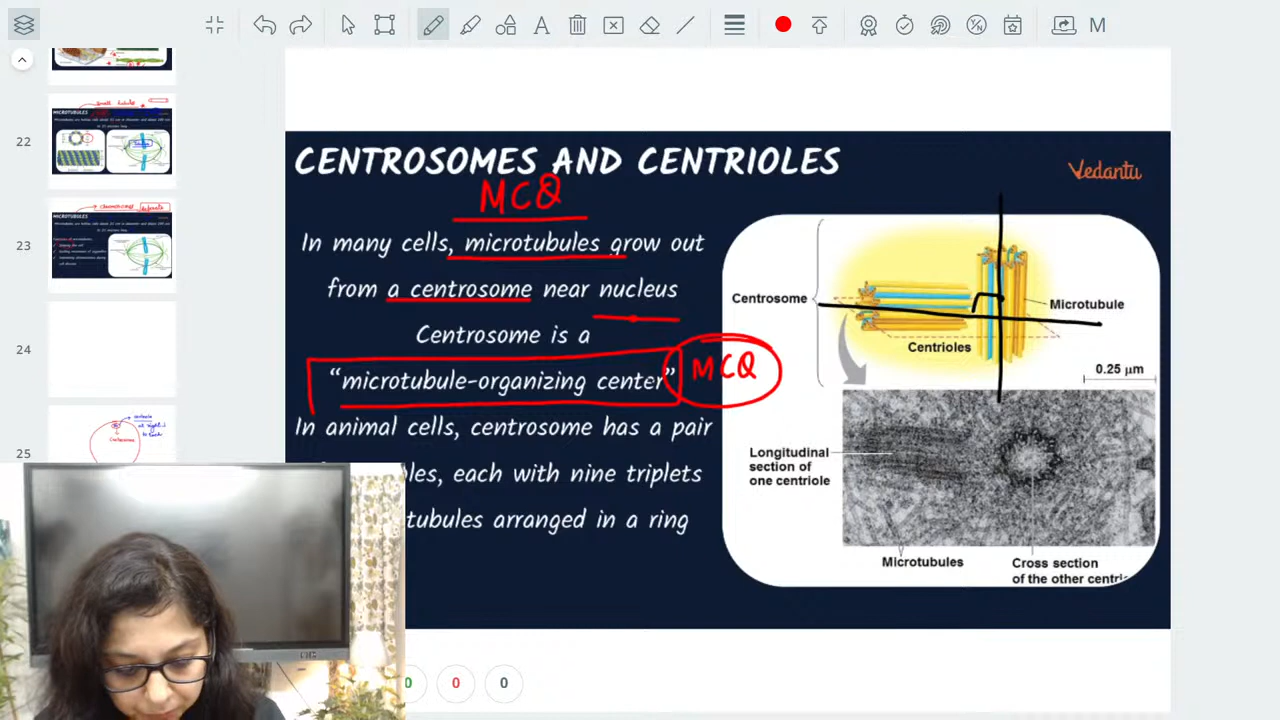 M
22
MICROTUBULES
23
MICROTUBULES
24
25
Centrosome
CENTROSOMES AND CENTRIOLES
Vedantu
MCQ
In many cells, microtubules grow out
from a centrosome near nucleus
Centrosome is a
“microtubule-organizing center”
MCQ
In animal cells, centrosome has a pair
les, each with nine triplets
tubules arranged in a ring
Centrosome
Microtubule
Centrioles
0.25 µm
Longitudinal
section of
one centriole
Microtubules
Cross section
of the other centri
0 0 0